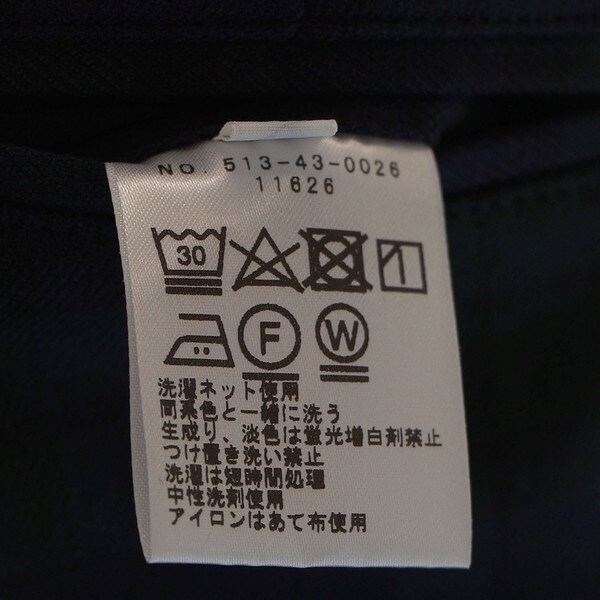 NO. 513-43-0026
11626
30
F W
洗濯ネット使用
同系色と一緒に洗う
生成り、淡色は蛍光増白剤禁止
つけ置き洗い禁止
洗濯は短時間処理
中性洗剤使用
アイロンはあて布使用